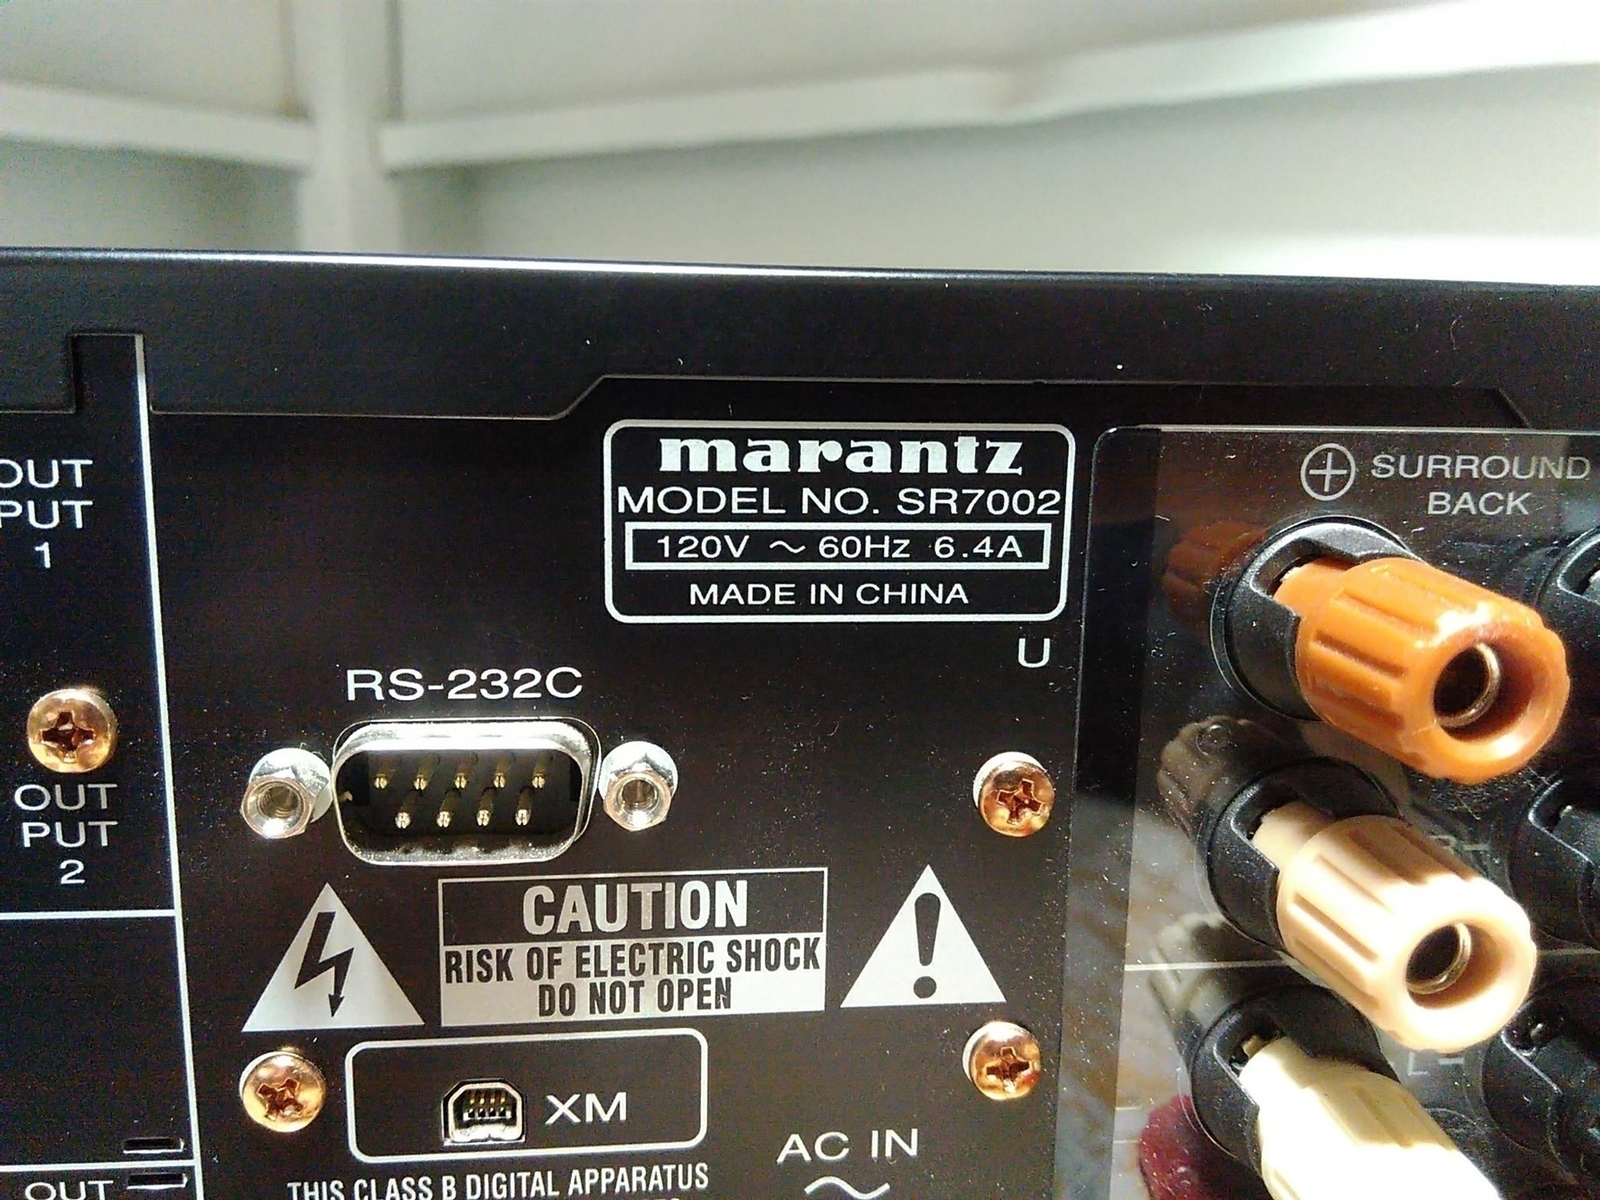 OUT
PUT
1
OUT
PUT
2
marantz
MODEL NO. SR7002
120V ~ 60Hz 6.4A
MADE IN CHINA
U
SURROUND
BACK
RS-232C
CAUTION
RISK OF ELECTRIC SHOCK
DO NOT OPEN
XM
AC IN
~
THIS CLASS B DIGITAL APPARATUS
OUT